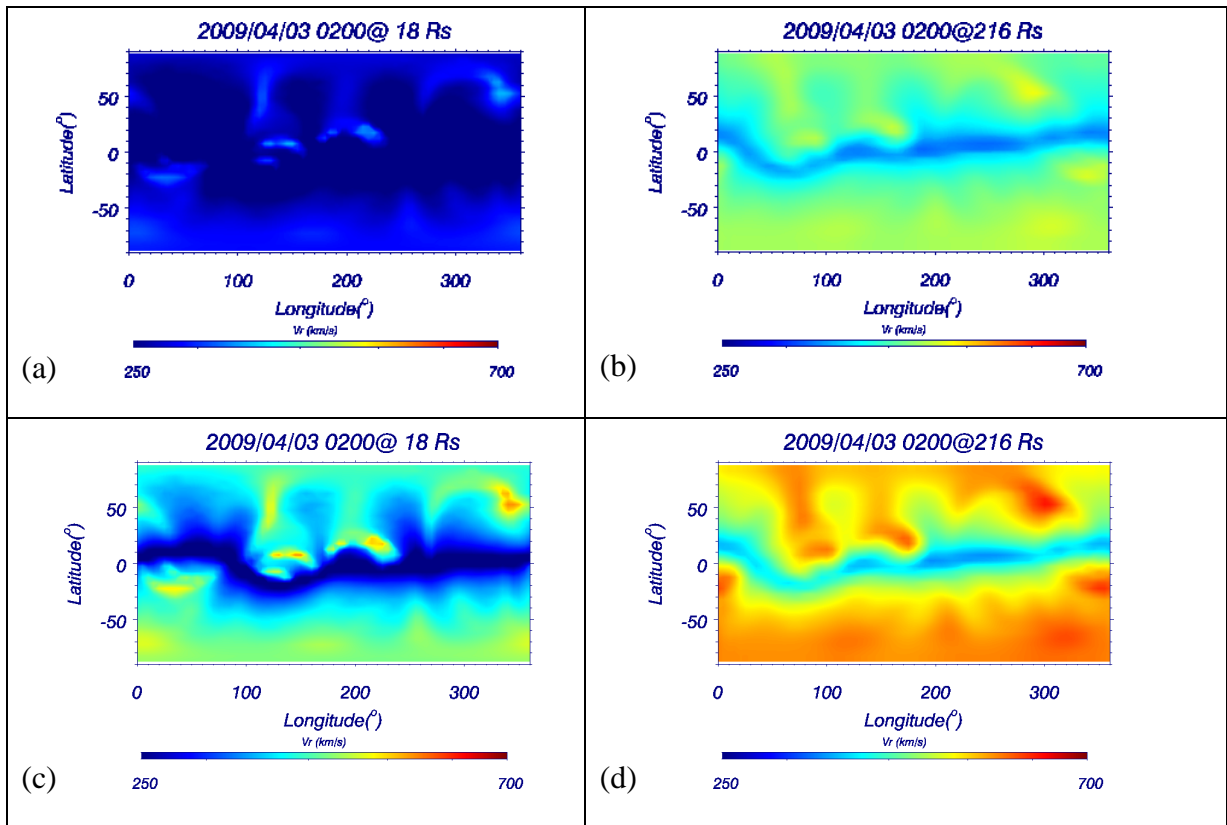 2009/04/03 0200@ 18 Rs
50
0
-50
Latitude(°)
0 100 200 300
Longitude(°)
Vr (km/s)
250 700
(a)
2009/04/03 0200@216 Rs
50
0
-50
Latitude(°)
0 100 200 300
Longitude(°)
Vr (km/s)
250 700
(b)
2009/04/03 0200@ 18 Rs
50
0
-50
Latitude(°)
0 100 200 300
Longitude(°)
Vr (km/s)
250 700
(c)
2009/04/03 0200@216 Rs
50
0
-50
Latitude(°)
0 100 200 300
Longitude(°)
Vr (km/s)
250 700
(d)